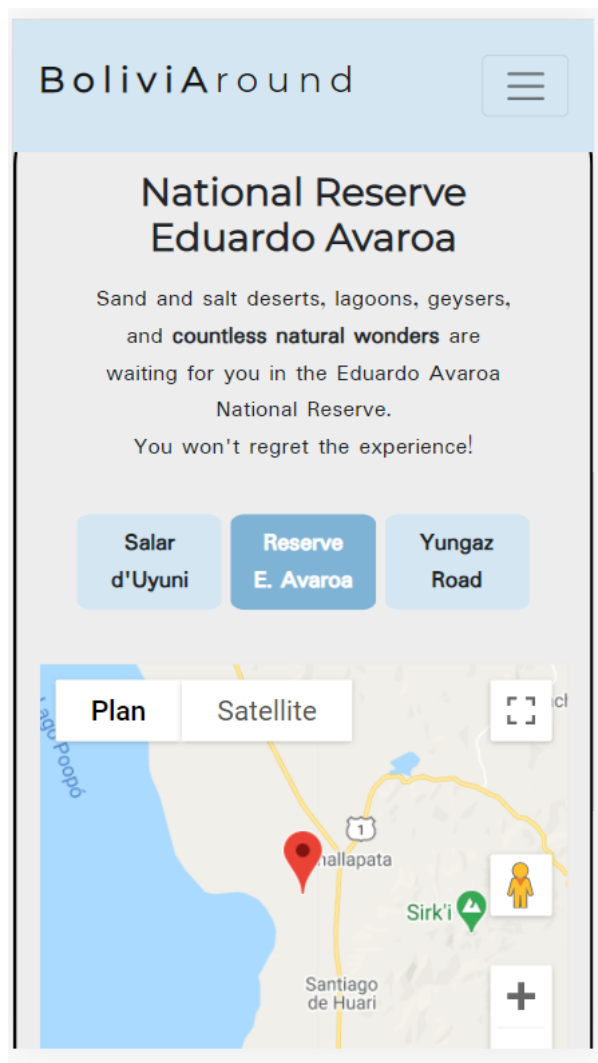 BoliviAround
National Reserve
Eduardo Avaroa
Sand and salt deserts, lagoons, geysers,
and countless natural wonders are
waiting for you in the Eduardo Avaroa
National Reserve.
You won't regret the experience!
Salar
d'Uyuni
Reserve
E. Avaroa
Yungaz
Road
Plan
Satellite
Lago Poopó
1
hallapata
Sirk'i
Santiago
de Huari